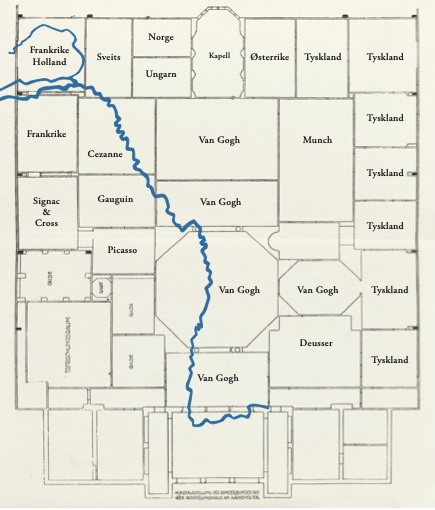 Frankrike
Holland
Sveits
Norge
Ungarn
Kapell
Østerrike
Tyskland
Tyskland
Frankrike
Cezanne
Van Gogh
Munch
Tyskland
Tyskland
Signac
&
Cross
Gauguin
Van Gogh
Tyskland
Picasso
Van Gogh
Van Gogh
Tyskland
Deusser
Tyskland
Van Gogh